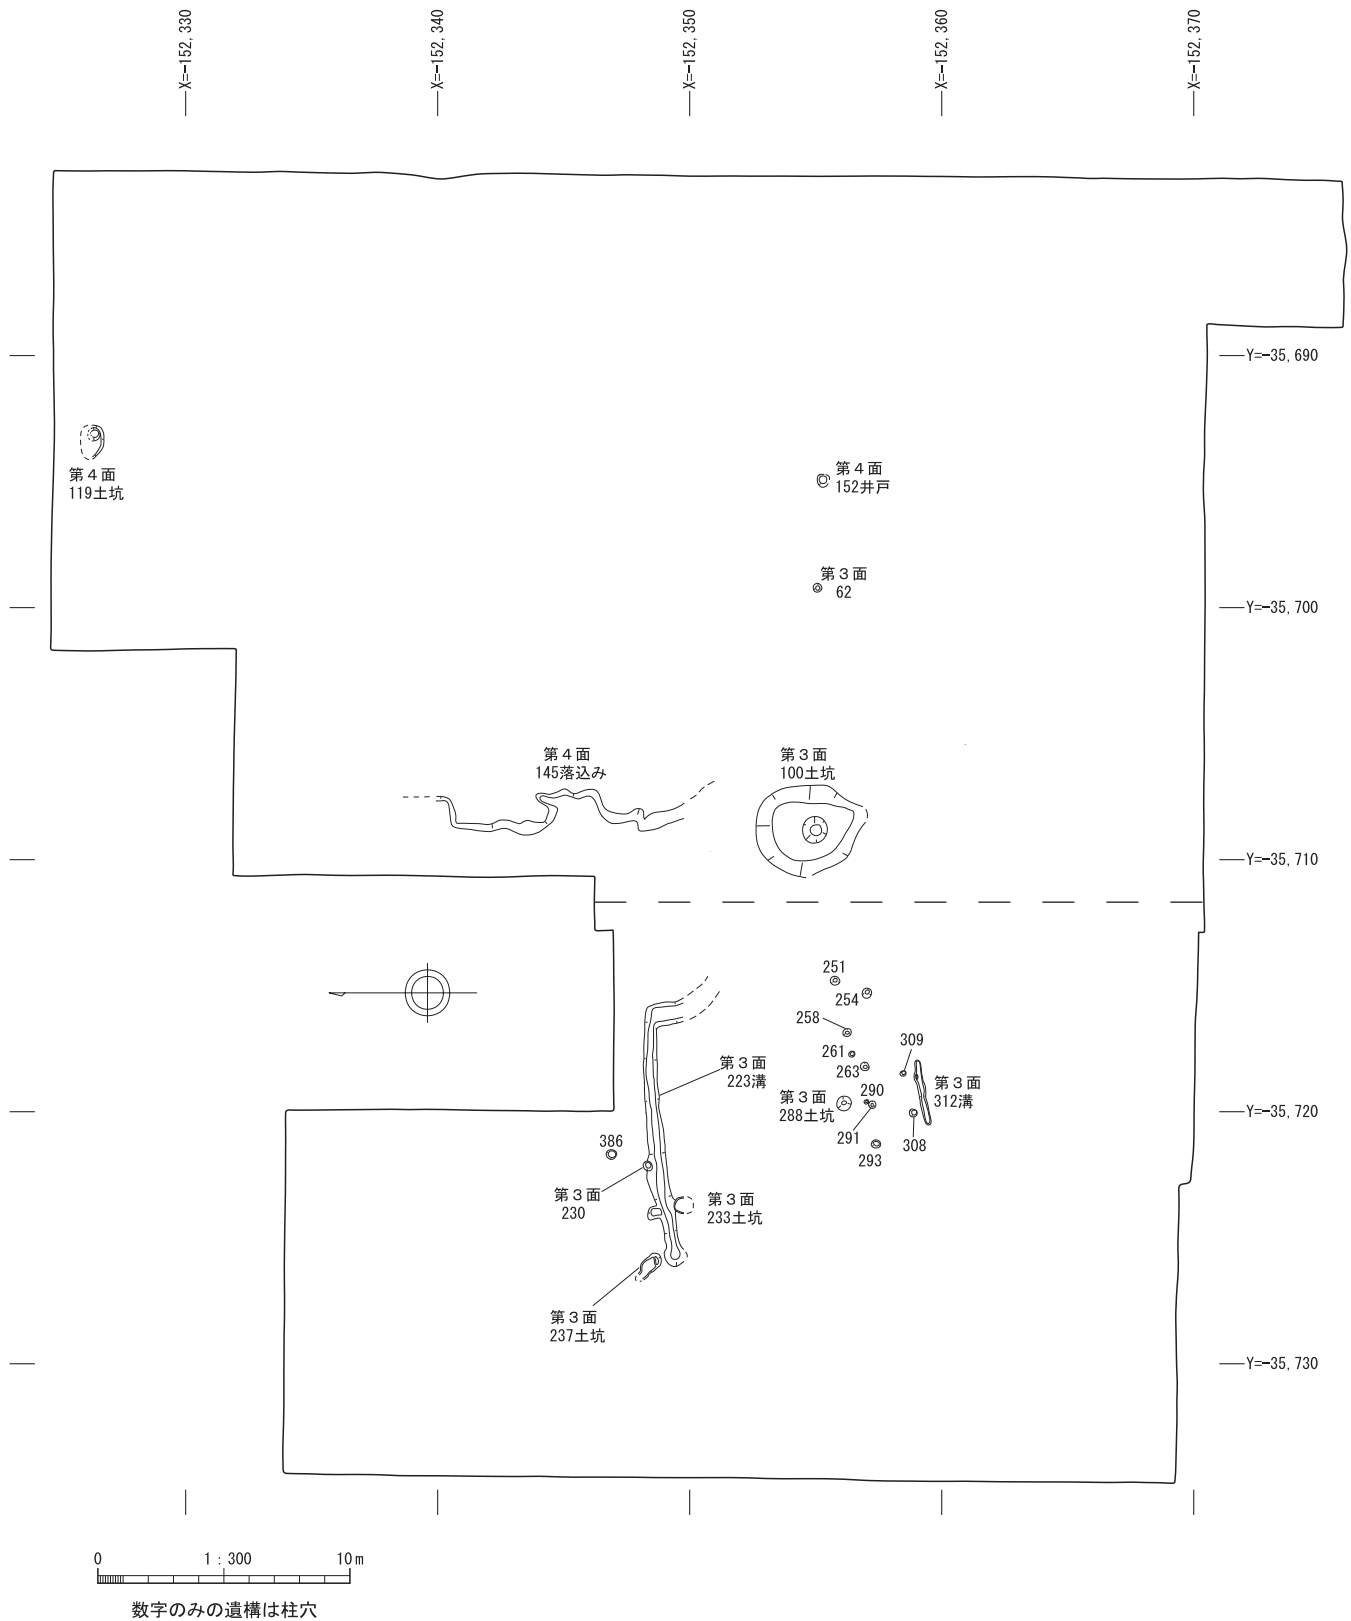 X=-152,330
X=-152,340
X=-152,350
X=-152,360
X=-152,370
Y=-35,690
第4面
119土坑
第4面
152井戸
第3面
62
Y=-35,700
第4面
145落込み
第3面
100土坑
Y=-35,710
251
254
258
261
263
309
第3面
223溝
第3面
312溝
290
第3面
288土坑
291
308
293
Y=-35,720
386
第3面
230
第3面
233土坑
第3面
237土坑
Y=-35,730
0 1:300 10m
数字のみの遺構は柱穴